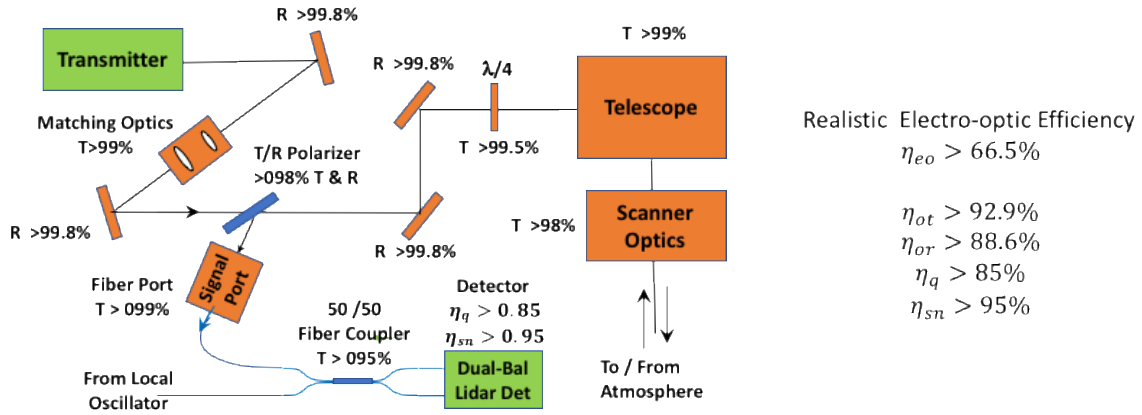 R >99.8%
Transmitter
Matching Optics
T>99%
T/R Polarizer
>098% T & R
R >99.8%
R >99.8%
R >99.8%
λ/4
T >99.5%
T >99%
Telescope
T >98%
Scanner
Optics
To / From
Atmosphere
Signal
Port
Fiber Port
T > 099%
50 /50
Fiber Coupler
T > 095%
Detector
η_q > 0.85
η_sn > 0.95
Dual-Bal
Lidar Det
From Local
Oscillator
Realistic Electro-optic Efficiency
η_eo > 66.5%
η_ot > 92.9%
η_or > 88.6%
η_q > 85%
η_sn > 95%